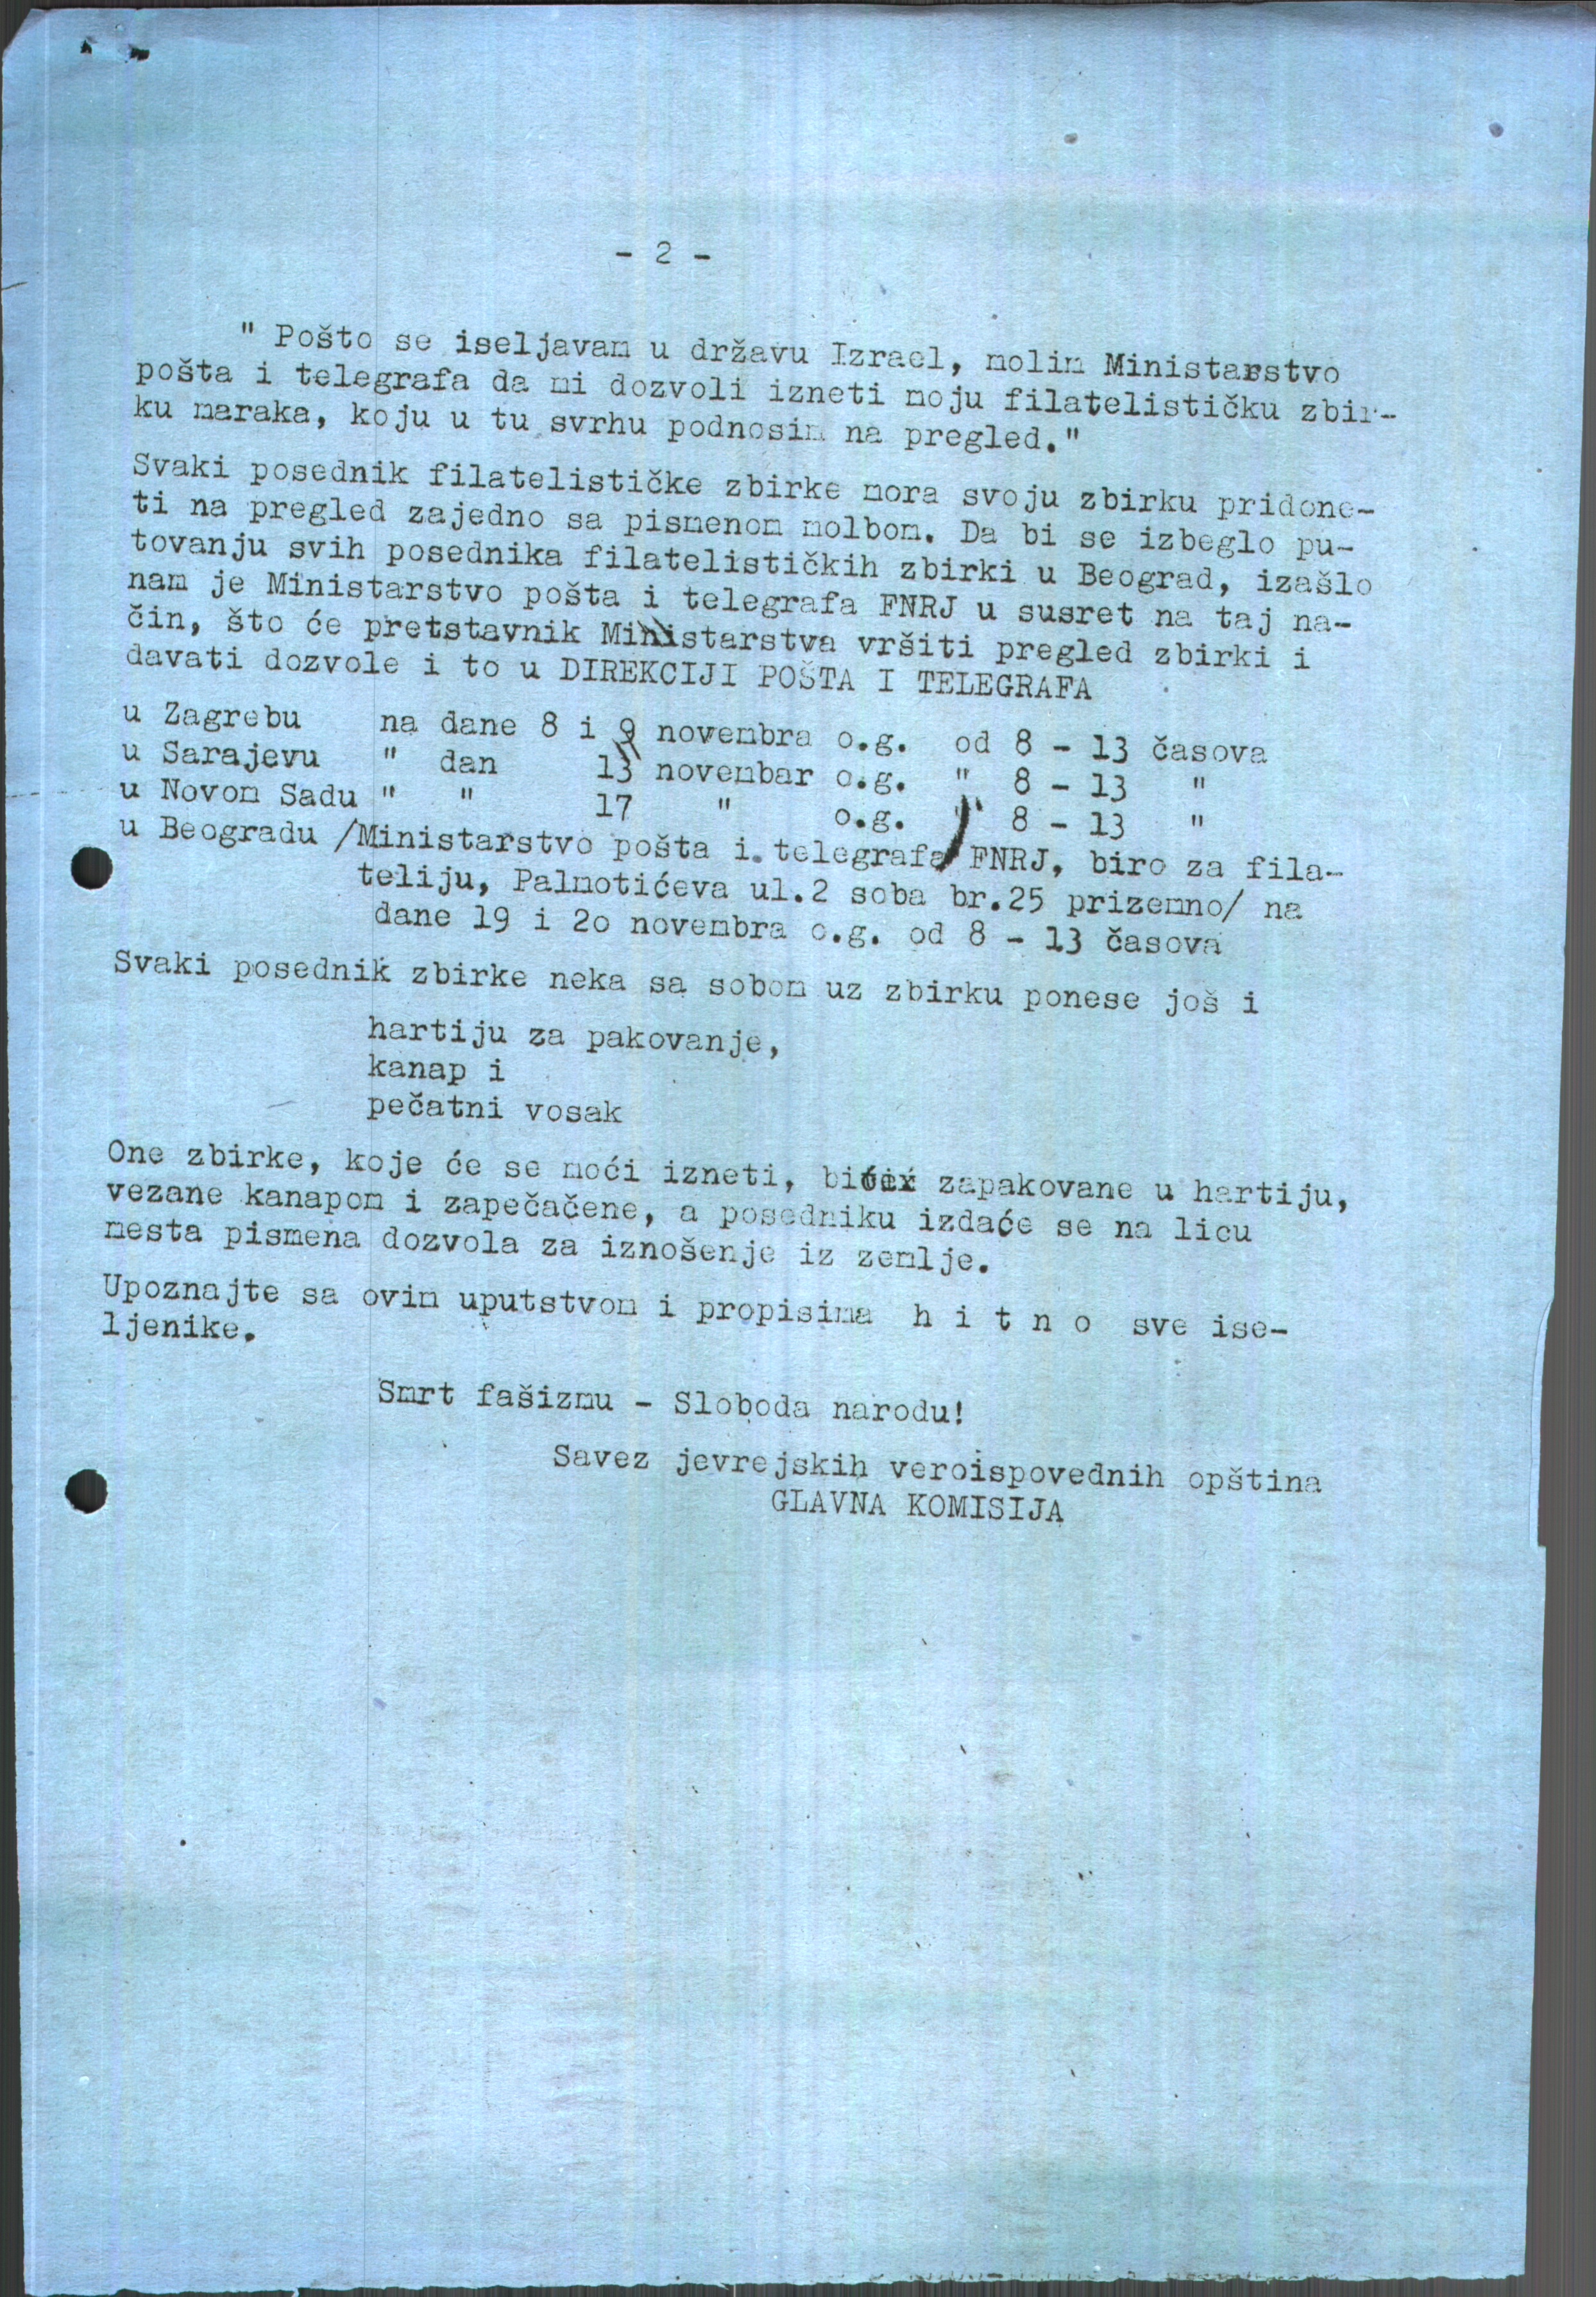 - 2 -
" Pošto se iseljavam u državu Izrael, molim Ministarstvo
pošta i telegrafa da mi dozvoli izneti moju filatelističku zbir-
ku maraka, koju u tu svrhu podnosim na pregled."
Svaki posednik filatelističke zbirke mora svoju zbirku pridone-
ti na pregled zajedno sa pismenom molbom. Da bi se izbeglo pu-
tovanju svih posednika filatelističkih zbirki u Beograd, izašlo
nam je Ministarstvo pošta i telegrafa FNRJ u susret na taj na-
čin, što će pretstavnik Ministarstva vršiti pregled zbirki i
davati dozvole i to u DIREKCIJI POŠTA I TELEGRAFA
u Zagrebu na dane 8 i 9 novembra o.g. od 8 - 13 časova
u Sarajevu " dan 13 novembar o.g. " 8 - 13 "
u Novom Sadu " " 17 " o.g. " 8 - 13 "
u Beogradu /Ministarstvo pošta i telegrafa FNRJ, biro za fila-
teliju, Palmotićeva ul.2 soba br.25 prizemno/ na
dane 19 i 2o novembra o.g. od 8 - 13 časova
Svaki posednik zbirke neka sa sobom uz zbirku ponese još i
hartiju za pakovanje,
kanap i
pečatni vosak
One zbirke, koje će se moći izneti, biće zapakovane u hartiju,
vezane kanapom i zapečačene, a posedniku izdaće se na licu
mesta pismena dozvola za iznošenje iz zemlje.
Upoznajte sa ovim uputstvom i propisima h i t n o sve ise-
ljenike.
Smrt fašizmu - Sloboda narodu!
Savez jevrejskih veroispovednih opština
GLAVNA KOMISIJA